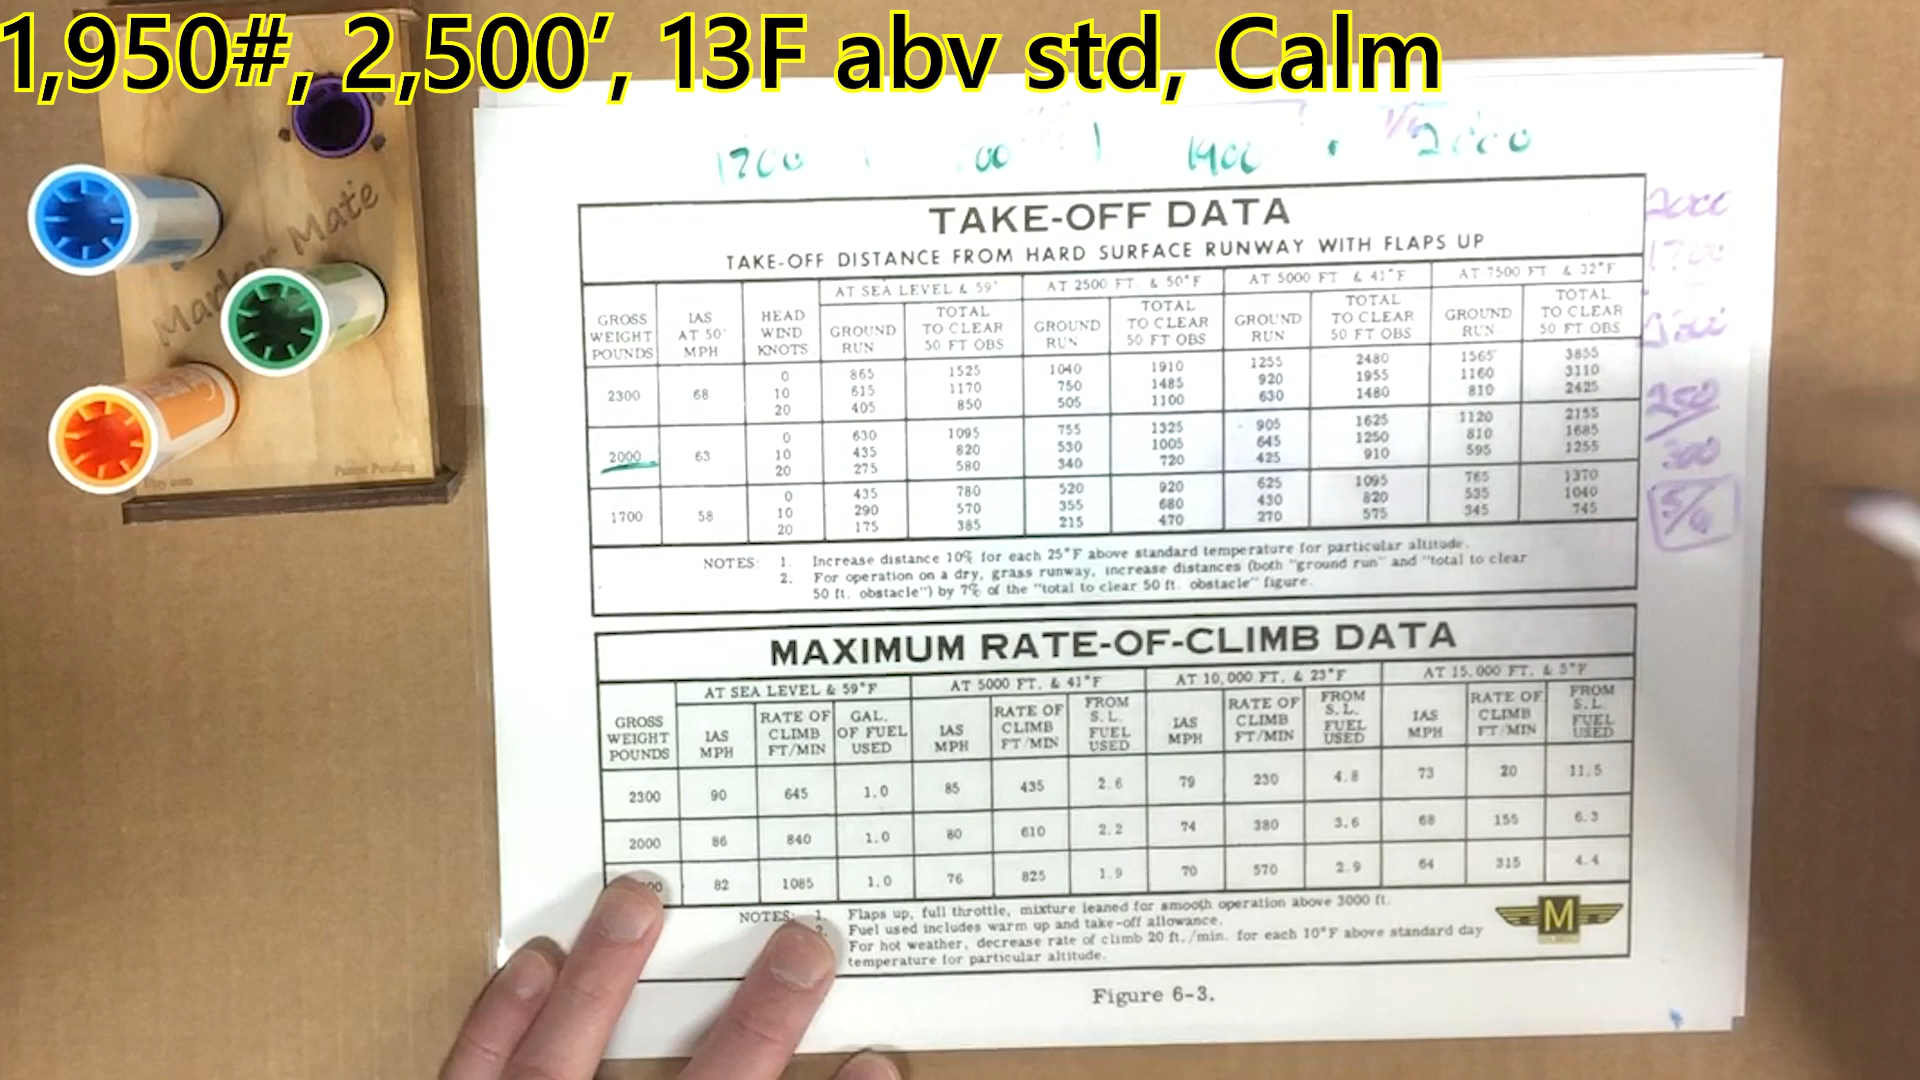 1,950#, 2,500’, 13F abv std, Calm
1700 00 1900 2000
Marker Mate
Patent Pending
2000
1700
250
300
5/6
TAKE-OFF DATA
TAKE-OFF DISTANCE FROM HARD SURFACE RUNWAY WITH FLAPS UP
GROSS WEIGHT POUNDS IAS AT 50' MPH HEAD WIND KNOTS AT SEA LEVEL & 59° AT 2500 FT. & 50°F AT 5000 FT & 41°F AT 7500 FT & 32°F
GROUND RUN TOTAL TO CLEAR 50 FT OBS GROUND RUN TOTAL TO CLEAR 50 FT OBS GROUND RUN TOTAL TO CLEAR 50 FT OBS GROUND RUN TOTAL TO CLEAR 50 FT OBS
2300 68 0 865 1525 1040 1910 1255 2480 1565 3855
10 615 1170 750 1485 920 1955 1160 3110
20 405 850 505 1100 630 1480 810 2425
2000 63 0 630 1095 755 1325 905 1625 1120 2155
10 435 820 530 1005 645 1250 810 1685
20 275 580 340 720 425 910 595 1255
1700 58 0 435 780 520 920 625 1095 765 1370
10 290 570 355 680 430 820 535 1040
20 175 385 215 470 270 575 345 745
NOTES: 1. Increase distance 10% for each 25°F above standard temperature for particular altitude.
2. For operation on a dry, grass runway, increase distances (both "ground run" and "total to clear
50 ft. obstacle") by 7% of the "total to clear 50 ft. obstacle" figure.
MAXIMUM RATE-OF-CLIMB DATA
GROSS WEIGHT POUNDS AT SEA LEVEL & 59°F AT 5000 FT. & 41°F AT 10,000 FT. & 23°F AT 15,000 FT. & 5°F
IAS MPH RATE OF CLIMB FT/MIN GAL. OF FUEL USED IAS MPH RATE OF CLIMB FT/MIN FROM S.L. FUEL USED IAS MPH RATE OF CLIMB FT/MIN FROM S.L. FUEL USED IAS MPH RATE OF CLIMB FT/MIN FROM S.L. FUEL USED
2300 90 645 1.0 85 435 2.6 79 230 4.8 73 20 11.5
2000 86 840 1.0 80 610 2.2 74 380 3.6 68 155 6.3
00 82 1085 1.0 76 825 1.9 70 570 2.9 64 315 4.4
NOTES: 1. Flaps up, full throttle, mixture leaned for smooth operation above 3000 ft.
2. Fuel used includes warm up and take-off allowance.
For hot weather, decrease rate of climb 20 ft./min. for each 10°F above standard day
temperature for particular altitude.
M
Figure 6-3.